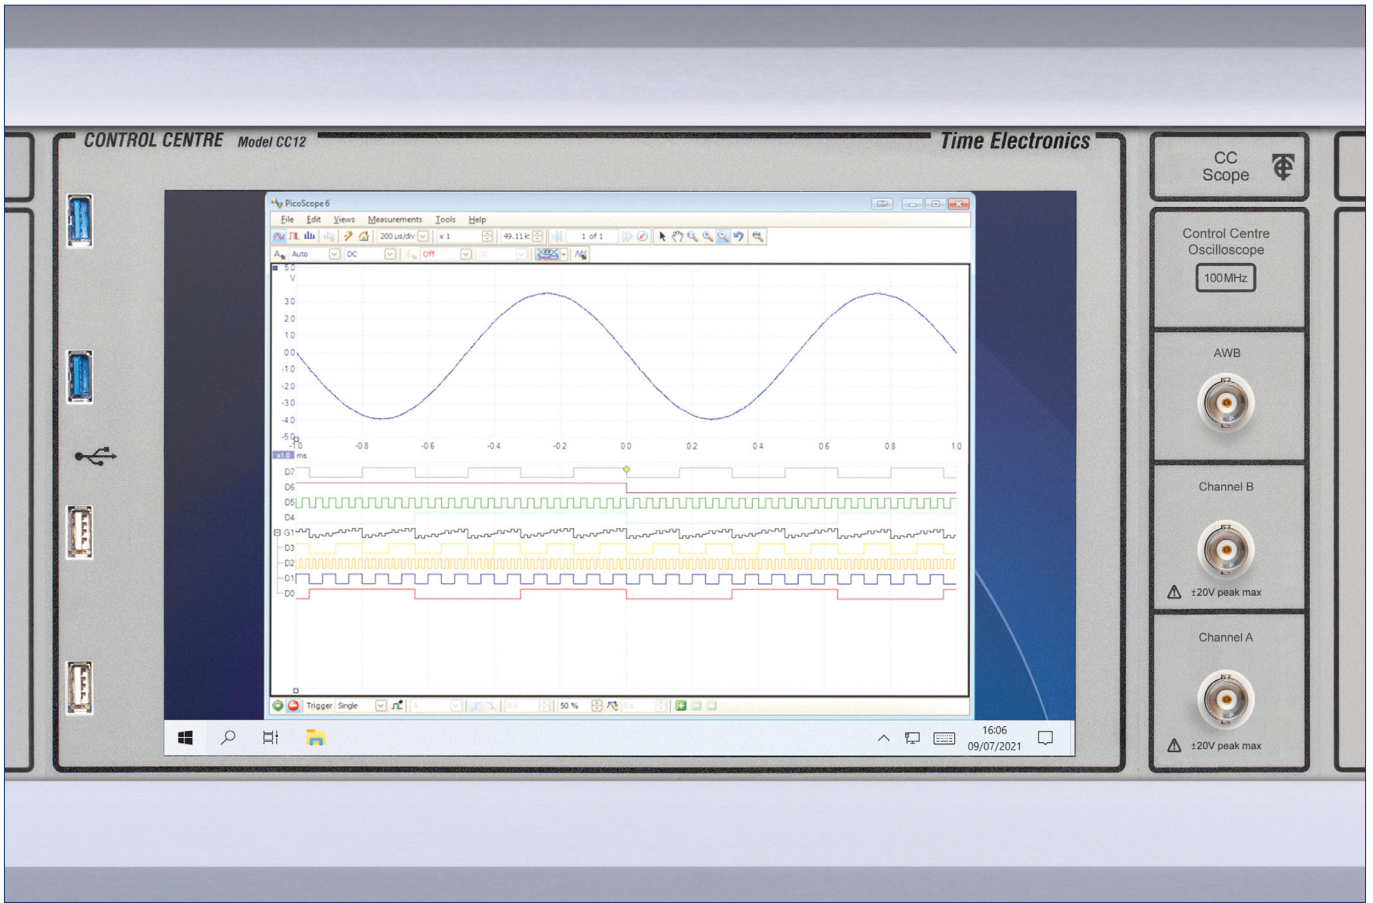 CONTROL CENTRE Model CC12
Time Electronics
CC
Scope
PicoScope 6
File Edit Views Measurements Tools Help
200 µs/div x 1 49.11 k 1 of 1
A Auto DC Off
5.0
V
3.0
2.0
1.0
0.0
-1.0
-2.0
-3.0
-4.0
-5.0
-1.0 -0.8 -0.6 -0.4 -0.2 0.0 0.2 0.4 0.6 0.8 1.0
x1.0 ms
D7
D6
D5
D4
G1
D3
D2
D1
D0
Trigger Single 50 %
16:06
09/07/2021
Control Centre
Oscilloscope
100MHz
AWB
Channel B
±20V peak max
Channel A
±20V peak max